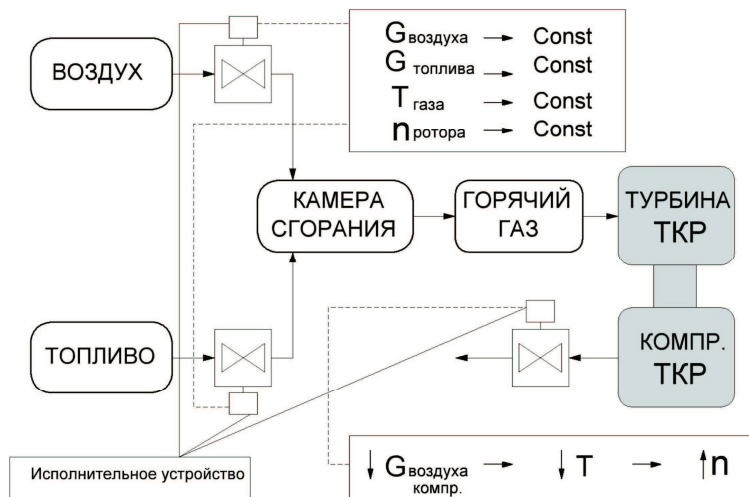 G воздуха → Const
G топлива → Const
T газа → Const
n ротора → Const
ВОЗДУХ
КАМЕРА
СГОРАНИЯ
ГОРЯЧИЙ
ГАЗ
ТУРБИНА
ТКР
ТОПЛИВО
КОМПР.
ТКР
Исполнительное устройство
↓ G воздуха компр. → ↓ T → ↑ n